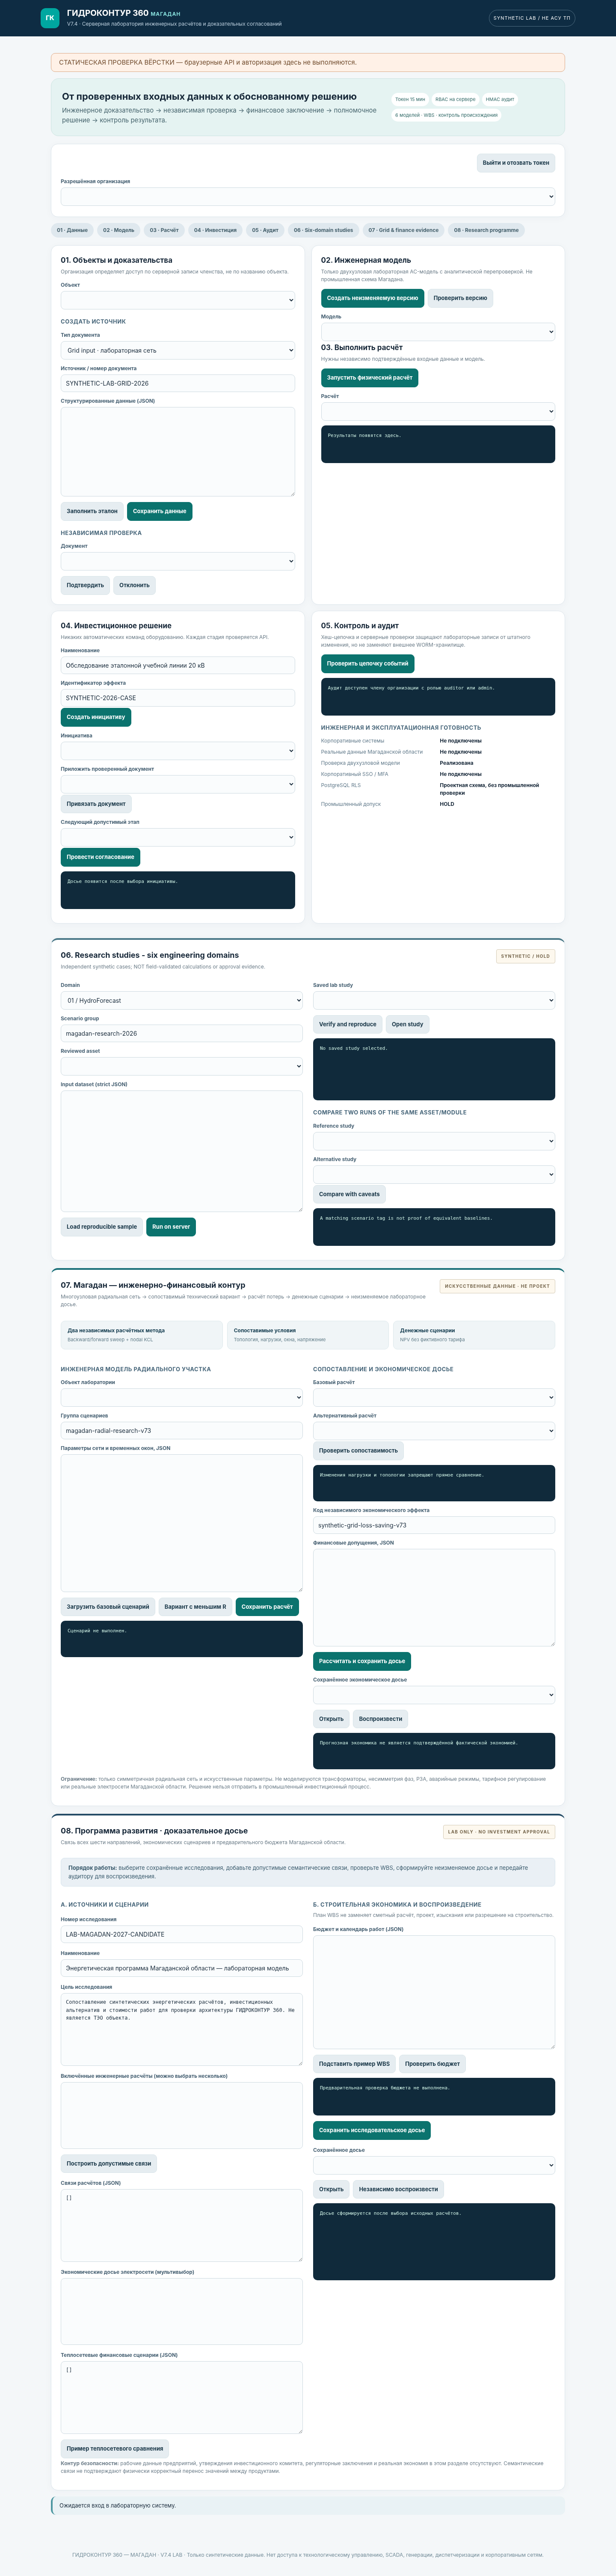 ГК
ГИДРОКОНТУР 360 МАГАДАН
V7.4 · Серверная лаборатория инженерных расчётов и доказательных согласований
SYNTHETIC LAB / НЕ АСУ ТП
СТАТИЧЕСКАЯ ПРОВЕРКА ВЁРСТКИ — браузерные API и авторизация здесь не выполняются.
От проверенных входных данных к обоснованному решению
Инженерное доказательство → независимая проверка → финансовое заключение → полномочное
решение → контроль результата.
Токен 15 мин
RBAC на сервере
HMAC аудит
6 моделей · WBS · контроль происхождения
Выйти и отозвать токен
Разрешённая организация
01 · Данные
02 · Модель
03 · Расчёт
04 · Инвестиция
05 · Аудит
06 · Six-domain studies
07 · Grid & finance evidence
08 · Research programme
01. Объекты и доказательства
Организация определяет доступ по серверной записи членства, не по названию объекта.
Объект
СОЗДАТЬ ИСТОЧНИК
Тип документа
Grid input · лабораторная сеть
Источник / номер документа
SYNTHETIC-LAB-GRID-2026
Структурированные данные (JSON)
Заполнить эталон
Сохранить данные
НЕЗАВИСИМАЯ ПРОВЕРКА
Документ
Подтвердить
Отклонить
02. Инженерная модель
Только двухузловая лабораторная AC-модель с аналитической перепроверкой. Не
промышленная схема Магадана.
Создать неизменяемую версию
Проверить версию
Модель
03. Выполнить расчёт
Нужны независимо подтверждённые входные данные и модель.
Запустить физический расчёт
Расчёт
Результаты появятся здесь.
04. Инвестиционное решение
Никаких автоматических команд оборудованию. Каждая стадия проверяется API.
Наименование
Обследование эталонной учебной линии 20 кВ
Идентификатор эффекта
SYNTHETIC-2026-CASE
Создать инициативу
Инициатива
Приложить проверенный документ
Привязать документ
Следующий допустимый этап
Провести согласование
Досье появится после выбора инициативы.
05. Контроль и аудит
Хеш-цепочка и серверные проверки защищают лабораторные записи от штатного
изменения, но не заменяют внешнее WORM-хранилище.
Проверить цепочку событий
Аудит доступен члену организации с ролью auditor или admin.
ИНЖЕНЕРНАЯ И ЭКСПЛУАТАЦИОННАЯ ГОТОВНОСТЬ
Корпоративные системы
Не подключены
Реальные данные Магаданской области
Не подключены
Проверка двухузловой модели
Реализована
Корпоративный SSO / MFA
Не подключены
PostgreSQL RLS
Проектная схема, без промышленной
проверки
Промышленный допуск
HOLD
06. Research studies - six engineering domains
Independent synthetic cases; NOT field-validated calculations or approval evidence.
SYNTHETIC / HOLD
Domain
01 / HydroForecast
Scenario group
magadan-research-2026
Reviewed asset
Input dataset (strict JSON)
Load reproducible sample
Run on server
Saved lab study
Verify and reproduce
Open study
No saved study selected.
COMPARE TWO RUNS OF THE SAME ASSET/MODULE
Reference study
Alternative study
Compare with caveats
A matching scenario tag is not proof of equivalent baselines.
07. Магадан — инженерно-финансовый контур
Многоузловая радиальная сеть → сопоставимый технический вариант → расчёт потерь → денежные сценарии → неизменяемое лабораторное
досье.
ИСКУССТВЕННЫЕ ДАННЫЕ · НЕ ПРОЕКТ
Два независимых расчётных метода
Backward/forward sweep + nodal KCL
Сопоставимые условия
Топология, нагрузки, окна, напряжение
Денежные сценарии
NPV без фиктивного тарифа
ИНЖЕНЕРНАЯ МОДЕЛЬ РАДИАЛЬНОГО УЧАСТКА
Объект лаборатории
Группа сценариев
magadan-radial-research-v73
Параметры сети и временных окон, JSON
Загрузить базовый сценарий
Вариант с меньшим R
Сохранить расчёт
Сценарий не выполнен.
СОПОСТАВЛЕНИЕ И ЭКОНОМИЧЕСКОЕ ДОСЬЕ
Базовый расчёт
Альтернативный расчёт
Проверить сопоставимость
Изменения нагрузки и топологии запрещают прямое сравнение.
Код независимого экономического эффекта
synthetic-grid-loss-saving-v73
Финансовые допущения, JSON
Рассчитать и сохранить досье
Сохранённое экономическое досье
Открыть
Воспроизвести
Прогнозная экономика не является подтверждённой фактической экономией.
Ограничение: только симметричная радиальная сеть и искусственные параметры. Не моделируются трансформаторы, несимметрия фаз, РЗА, аварийные режимы, тарифное регулирование
или реальные электросети Магаданской области. Решение нельзя отправить в промышленный инвестиционный процесс.
08. Программа развития · доказательное досье
Связь всех шести направлений, экономических сценариев и предварительного бюджета Магаданской области.
LAB ONLY · NO INVESTMENT APPROVAL
Порядок работы: выберите сохранённые исследования, добавьте допустимые семантические связи, проверьте WBS, сформируйте неизменяемое досье и передайте
аудитору для воспроизведения.
А. ИСТОЧНИКИ И СЦЕНАРИИ
Номер исследования
LAB-MAGADAN-2027-CANDIDATE
Наименование
Энергетическая программа Магаданской области — лабораторная модель
Цель исследования
Сопоставление синтетических энергетических расчётов, инвестиционных
альтернатив и стоимости работ для проверки архитектуры ГИДРОКОНТУР 360. Не
является ТЭО объекта.
Включённые инженерные расчёты (можно выбрать несколько)
Построить допустимые связи
Связи расчётов (JSON)
[]
Экономические досье электросети (мультивыбор)
Теплосетевые финансовые сценарии (JSON)
[]
Пример теплосетевого сравнения
Б. СТРОИТЕЛЬНАЯ ЭКОНОМИКА И ВОСПРОИЗВЕДЕНИЕ
План WBS не заменяет сметный расчёт, проект, изыскания или разрешение на строительство.
Бюджет и календарь работ (JSON)
Подставить пример WBS
Проверить бюджет
Предварительная проверка бюджета не выполнена.
Сохранить исследовательское досье
Сохранённое досье
Открыть
Независимо воспроизвести
Досье сформируется после выбора исходных расчётов.
Контур безопасности: рабочие данные предприятий, утверждения инвестиционного комитета, регуляторные заключения и реальная экономия в этом разделе отсутствуют. Семантические
связи не подтверждают физически корректный перенос значений между продуктами.
Ожидается вход в лабораторную систему.
ГИДРОКОНТУР 360 — МАГАДАН · V7.4 LAB · Только синтетические данные. Нет доступа к технологическому управлению, SCADA, генерации, диспетчеризации и корпоративным сетям.